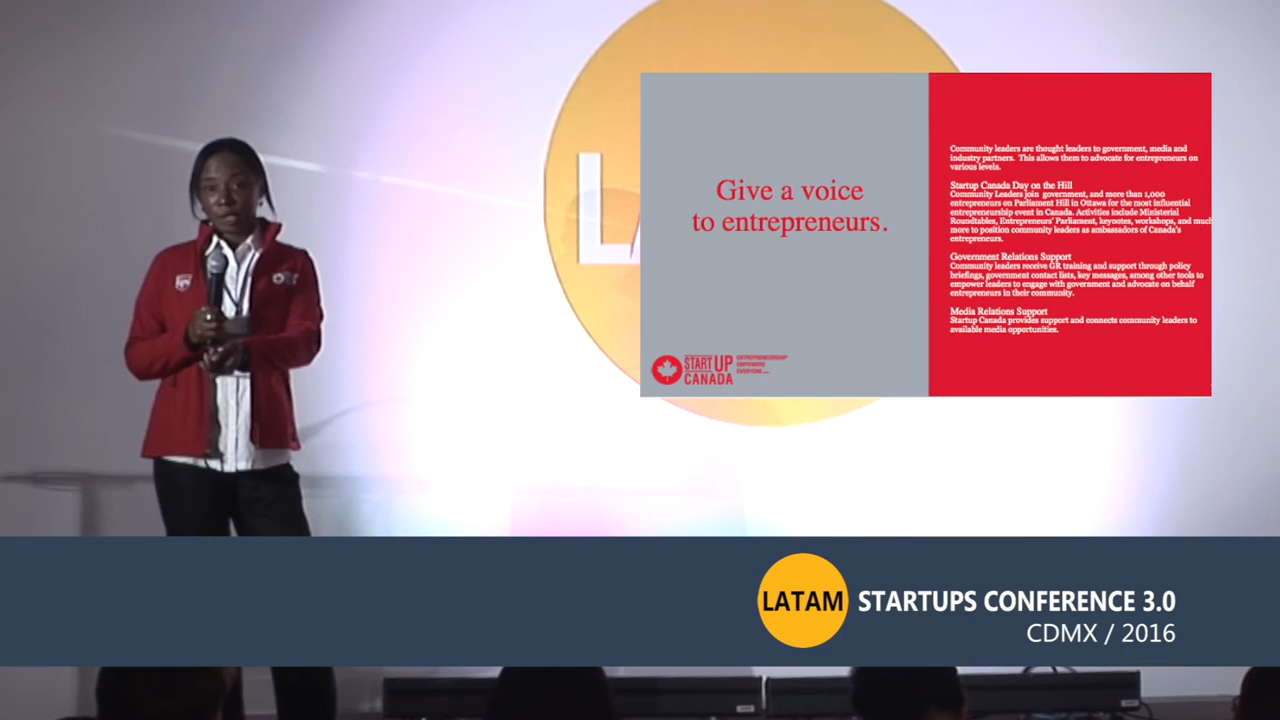 Give a voice
to entrepreneurs.
START UP
CANADA
ENTREPRENEURSHIP
EMPOWERS
EVERYONE
Community leaders are thought leaders to government, media and
industry partners. This allows them to advocate for entrepreneurs on
various levels.
Startup Canada Day on the Hill
Community Leaders join government, and more than 1,000
entrepreneurs on Parliament Hill in Ottawa for the most influential
entrepreneurship event in Canada. Activities include Ministerial
Roundtables, Entrepreneurs' Parliament, keynotes, workshops, and much
more to position community leaders as ambassadors of Canada's
entrepreneurs.
Government Relations Support
Community leaders receive GR training and support through policy
briefings, government contact lists, key messages, among other tools to
empower leaders to engage with government and advocate on behalf
entrepreneurs in their community.
Media Relations Support
Startup Canada provides support and connects community leaders to
available media opportunities.
LATAM STARTUPS CONFERENCE 3.0
CDMX / 2016